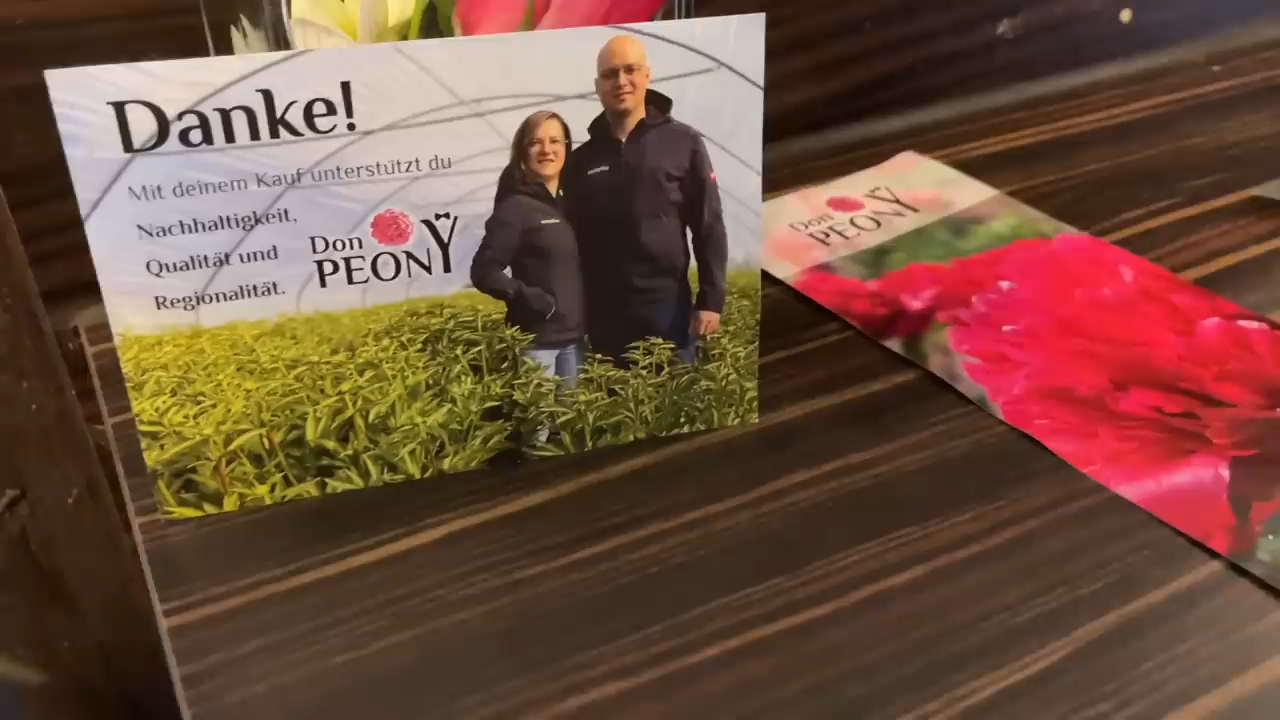 Danke!
Mit deinem Kauf unterstützt du
Nachhaltigkeit,
Qualität und
Regionalität.
Don
PEONY
Don
PEONY